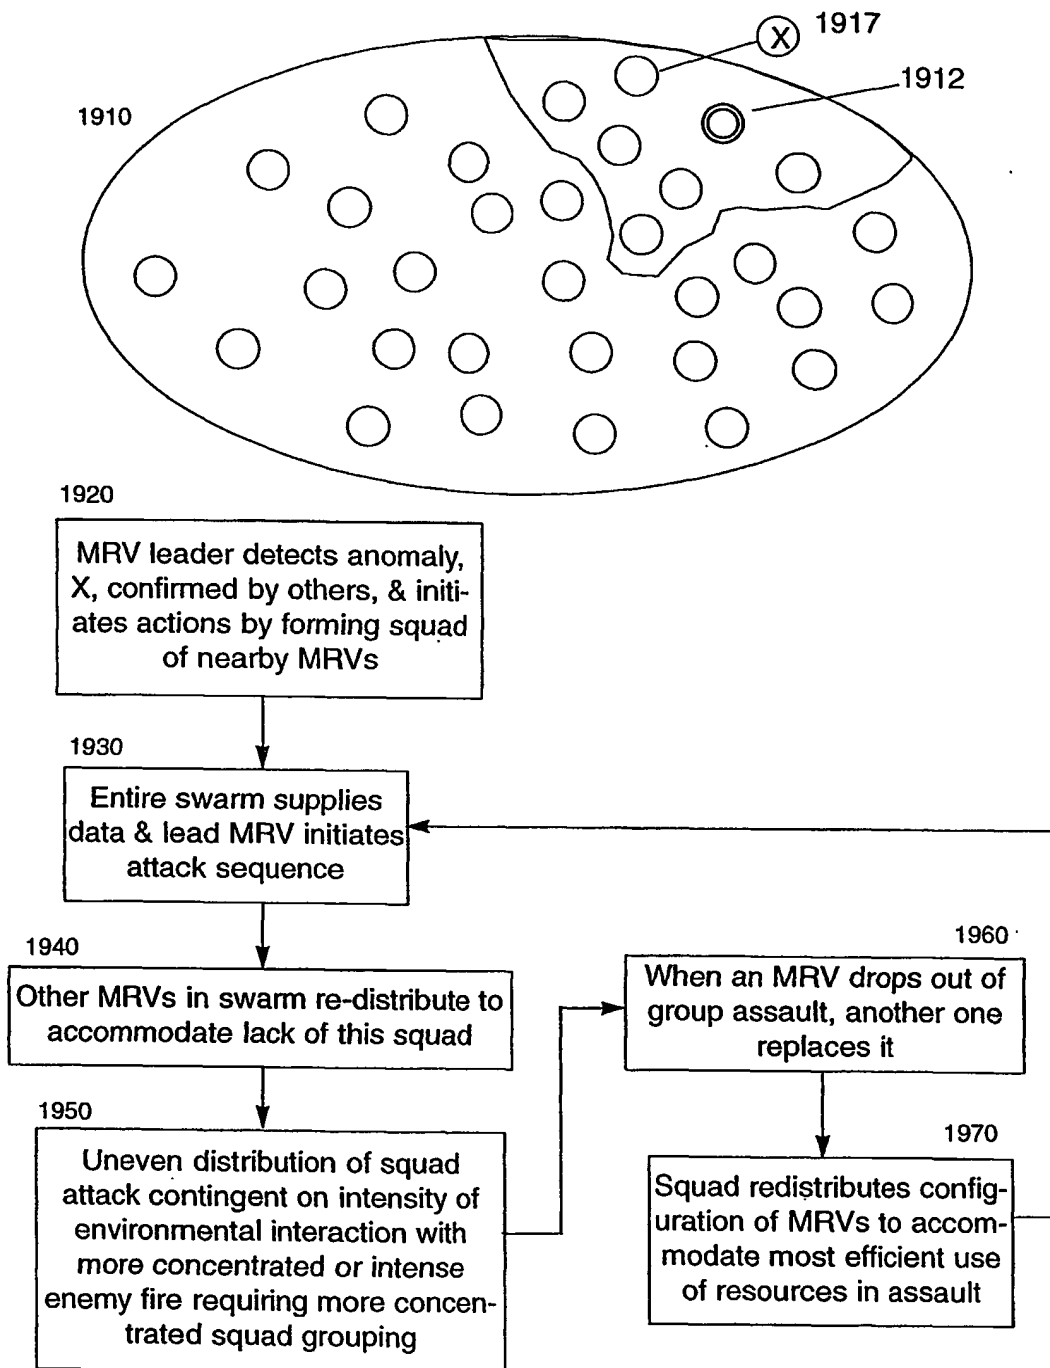 X
1917
1912
1910
1920
MRV leader detects anomaly,
X, confirmed by others, & initi-
ates actions by forming squad
of nearby MRVs
1930
Entire swarm supplies
data & lead MRV initiates
attack sequence
1940
Other MRVs in swarm re-distribute to
accommodate lack of this squad
1950
Uneven distribution of squad
attack contingent on intensity of
environmental interaction with
more concentrated or intense
enemy fire requiring more concen-
trated squad grouping
1960
When an MRV drops out of
group assault, another one
replaces it
1970
Squad redistributes config-
uration of MRVs to accom-
modate most efficient use
of resources in assault